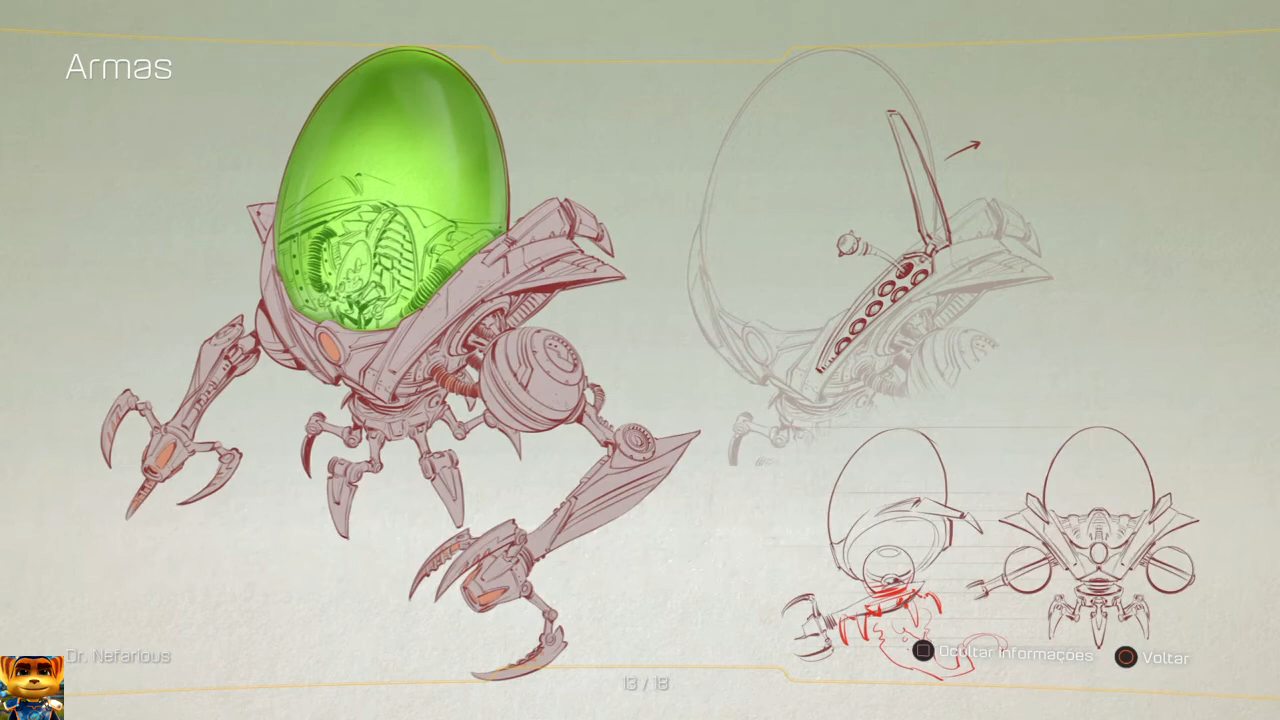 Armas
Dr. Nefarious
Ocultar Informações
Voltar
13 / 18